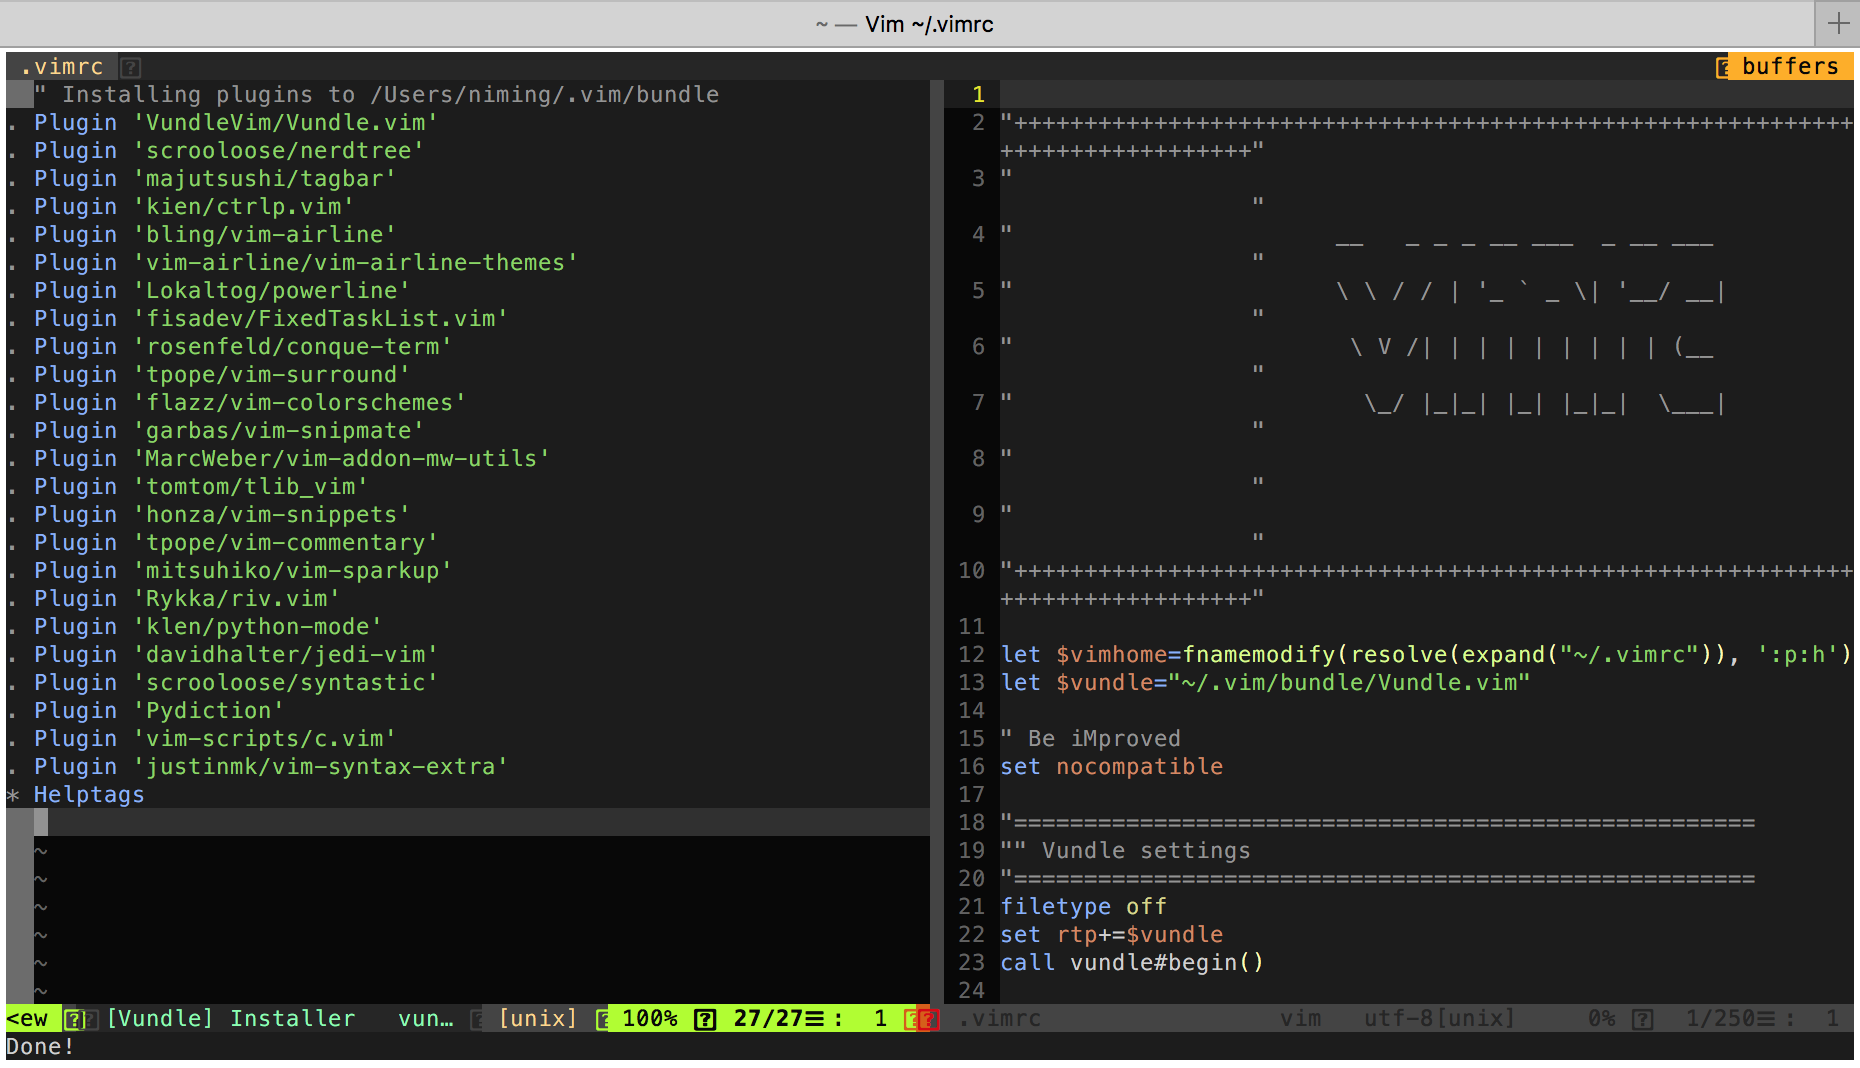 ~ — Vim ~/.vimrc
.vimrc
buffers
" Installing plugins to /Users/niming/.vim/bundle
. Plugin 'VundleVim/Vundle.vim'
. Plugin 'scrooloose/nerdtree'
. Plugin 'majutsushi/tagbar'
. Plugin 'kien/ctrlp.vim'
. Plugin 'bling/vim-airline'
. Plugin 'vim-airline/vim-airline-themes'
. Plugin 'Lokaltog/powerline'
. Plugin 'fisadev/FixedTaskList.vim'
. Plugin 'rosenfeld/conque-term'
. Plugin 'tpope/vim-surround'
. Plugin 'flazz/vim-colorschemes'
. Plugin 'garbas/vim-snipmate'
. Plugin 'MarcWeber/vim-addon-mw-utils'
. Plugin 'tomtom/tlib_vim'
. Plugin 'honza/vim-snippets'
. Plugin 'tpope/vim-commentary'
. Plugin 'mitsuhiko/vim-sparkup'
. Plugin 'Rykka/riv.vim'
. Plugin 'klen/python-mode'
. Plugin 'davidhalter/jedi-vim'
. Plugin 'scrooloose/syntastic'
. Plugin 'Pydiction'
. Plugin 'vim-scripts/c.vim'
. Plugin 'justinmk/vim-syntax-extra'
* Helptags
~
~
~
~
~
~
<ew [Vundle] Installer vun… [unix] 100% 27/27☰ : 1
Done!
1
2 "++++++++++++++++++++++++++++++++++++++++++++++++++++++++++++
++++++++++++++++++"
3 "
"
4 " __   _ _ _ __ ___  _ __ ___
"
5 " \ \ / / | '_ ` _ \| '__/ __|
"
6 " \ V /| | | | | | | | | (__
"
7 " \_/ |_|_| |_| |_|_|  \___|
"
8 "
"
9 "
"
10 "++++++++++++++++++++++++++++++++++++++++++++++++++++++++++++
++++++++++++++++++"
11
12 let $vimhome=fnamemodify(resolve(expand("~/.vimrc")), ':p:h')
13 let $vundle="~/.vim/bundle/Vundle.vim"
14
15 " Be iMproved
16 set nocompatible
17
18 "=====================================================
19 "" Vundle settings
20 "=====================================================
21 filetype off
22 set rtp+=$vundle
23 call vundle#begin()
24
.vimrc vim utf-8[unix] 0% 1/250☰ : 1